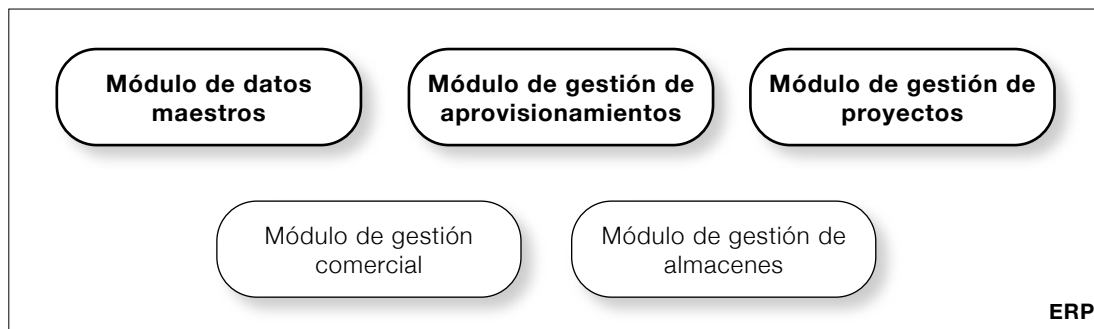 Módulo de datos
maestros
Módulo de gestión de
aprovisionamientos
Módulo de gestión de
proyectos
Módulo de gestión
comercial
Módulo de gestión de
almacenes
ERP